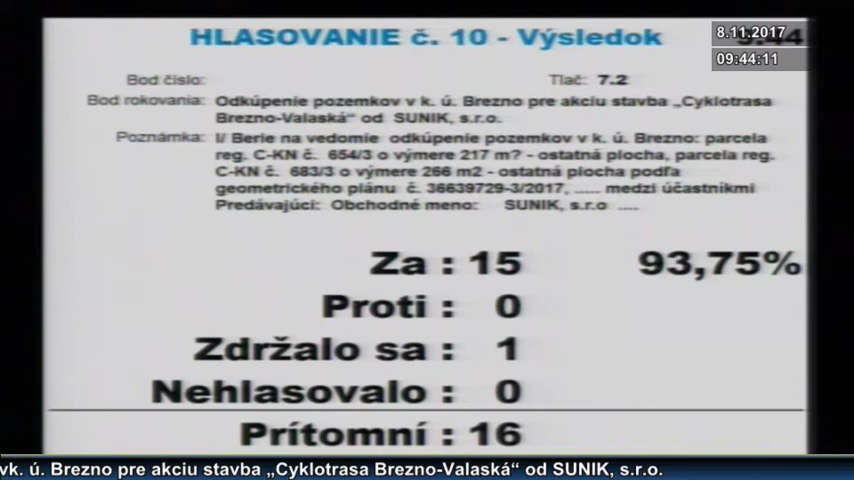 HLASOVANIE č. 10 - Výsledok
8.11.2017
09:44:11
Bod číslo: Tlač: 7.2
Bod rokovania: Odkúpenie pozemkov v k. ú. Brezno pre akciu stavba „Cyklotrasa
Brezno-Valaská“ od SUNIK, s.r.o.
Poznámka: I/ Berie na vedomie odkúpenie pozemkov v k. ú. Brezno: parcela
reg. C-KN č. 654/3 o výmere 217 m? - ostatná plocha, parcela reg.
C-KN č. 683/3 o výmere 266 m2 - ostatná plocha podľa
geometrického plánu č. 36639729-3/2017, ..... medzi účastníkmi
Predávajúci: Obchodné meno: SUNIK, s.r.o ....
Za : 15 93,75%
Proti : 0
Zdržalo sa : 1
Nehlasovalo : 0
Prítomní : 16
vk. ú. Brezno pre akciu stavba „Cyklotrasa Brezno-Valaská“ od SUNIK, s.r.o.